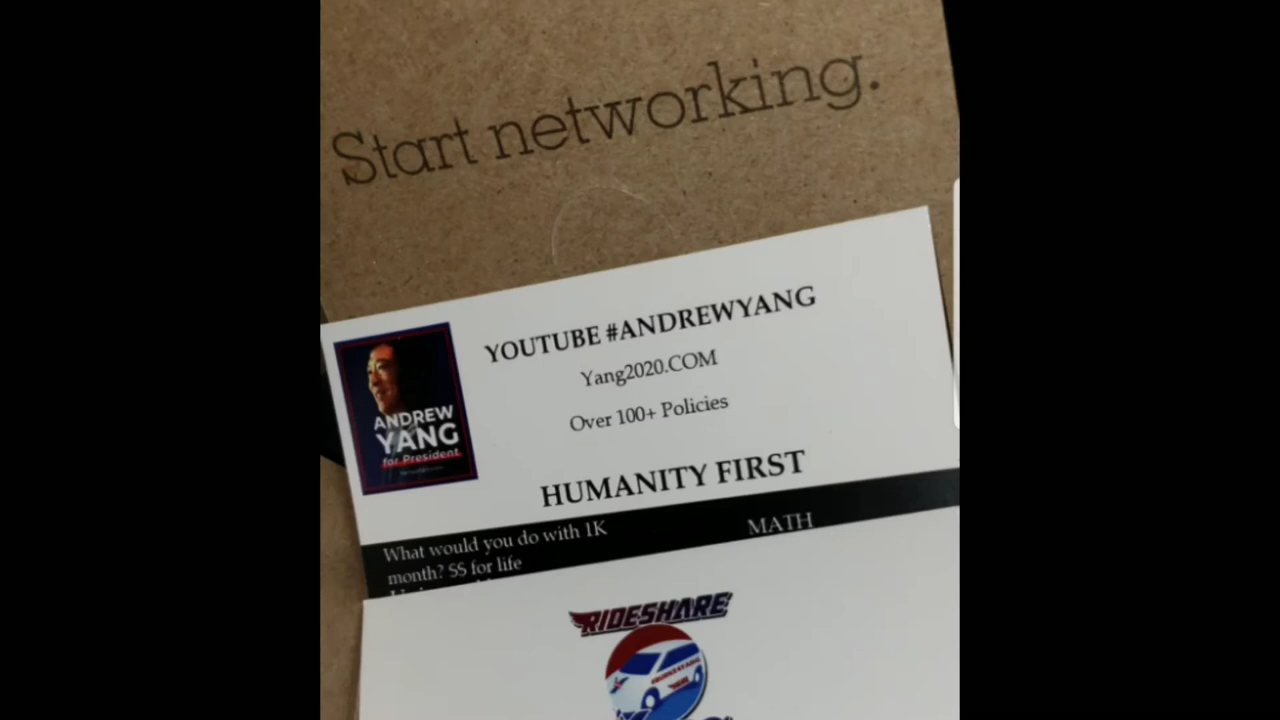 Start networking.
YOUTUBE #ANDREWYANG
Yang2020.COM
Over 100+ Policies
ANDREW
YANG
for President
HUMANITY FIRST
What would you do with 1K
month? $$ for life
MATH
RIDESHARE